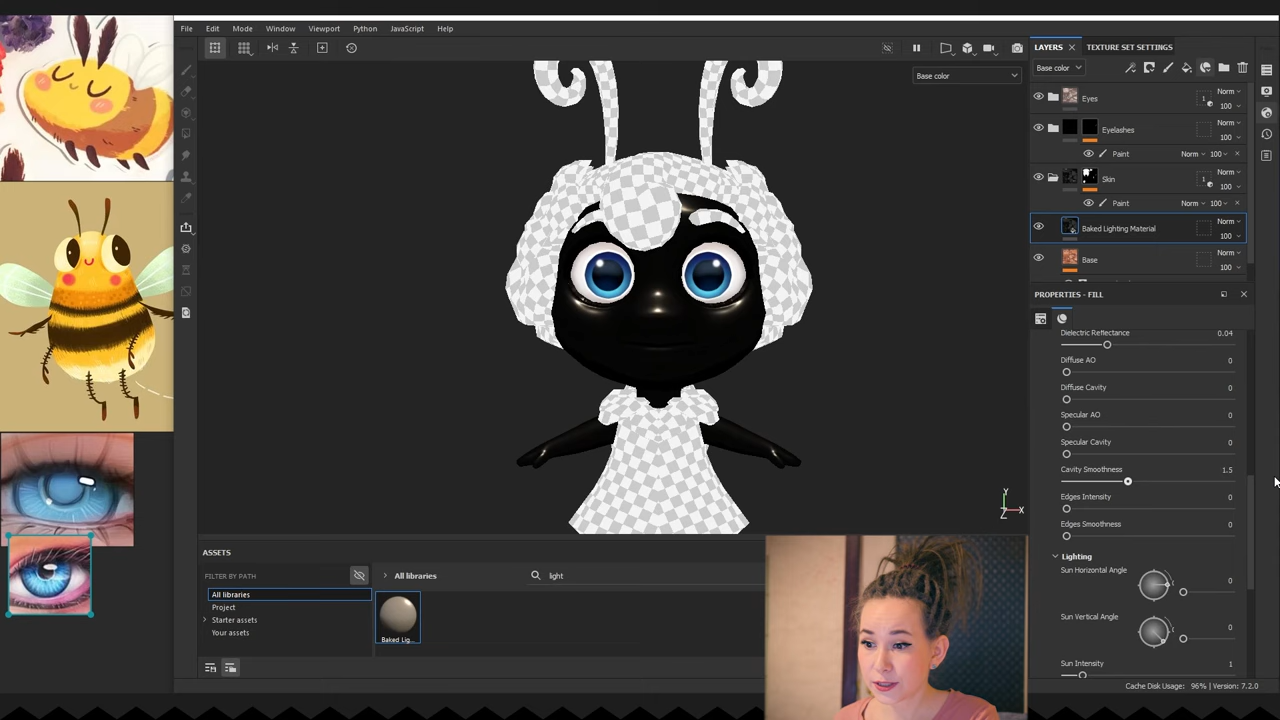 File Edit Mode Window Viewport Python JavaScript Help
LAYERS TEXTURE SET SETTINGS
Base color
Base color
Eyes 1 Norm 100
Eyelashes Norm 100
Paint Norm 100
Skin 1 Norm 100
Paint Norm 100
Baked Lighting Material Norm 100
Base Norm 100
PROPERTIES - FILL
Dielectric Reflectance 0.04
Diffuse AO 0
Diffuse Cavity 0
Specular AO 0
Specular Cavity 0
Cavity Smoothness 1.5
Edges Intensity 0
Edges Smoothness 0
Lighting
Sun Horizontal Angle 0
Sun Vertical Angle 0
Sun Intensity 1
Y
Z X
ASSETS
FILTER BY PATH
All libraries
Project
Starter assets
Your assets
All libraries
light
Baked Lig...
Cache Disk Usage: 96% | Version: 7.2.0